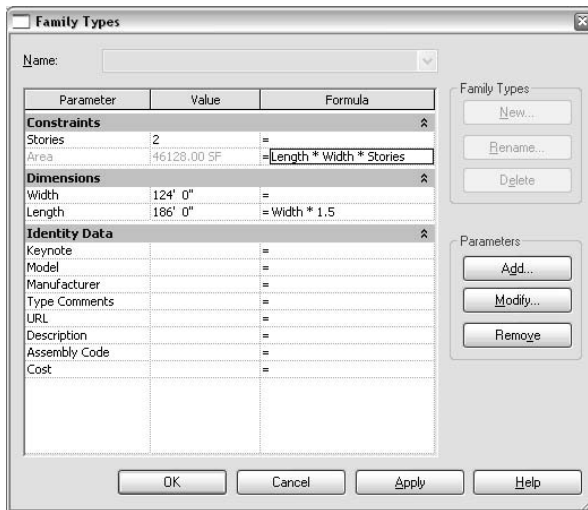 Family Types
Name:
Parameter Value Formula
Constraints
Stories 2 =
Area 46128.00 SF =Length * Width * Stories
Dimensions
Width 124' 0" =
Length 186' 0" = Width * 1.5
Identity Data
Keynote =
Model =
Manufacturer =
Type Comments =
URL =
Description =
Assembly Code =
Cost =
Family Types
New...
Rename...
Delete
Parameters
Add...
Modify...
Remove
OK Cancel Apply Help